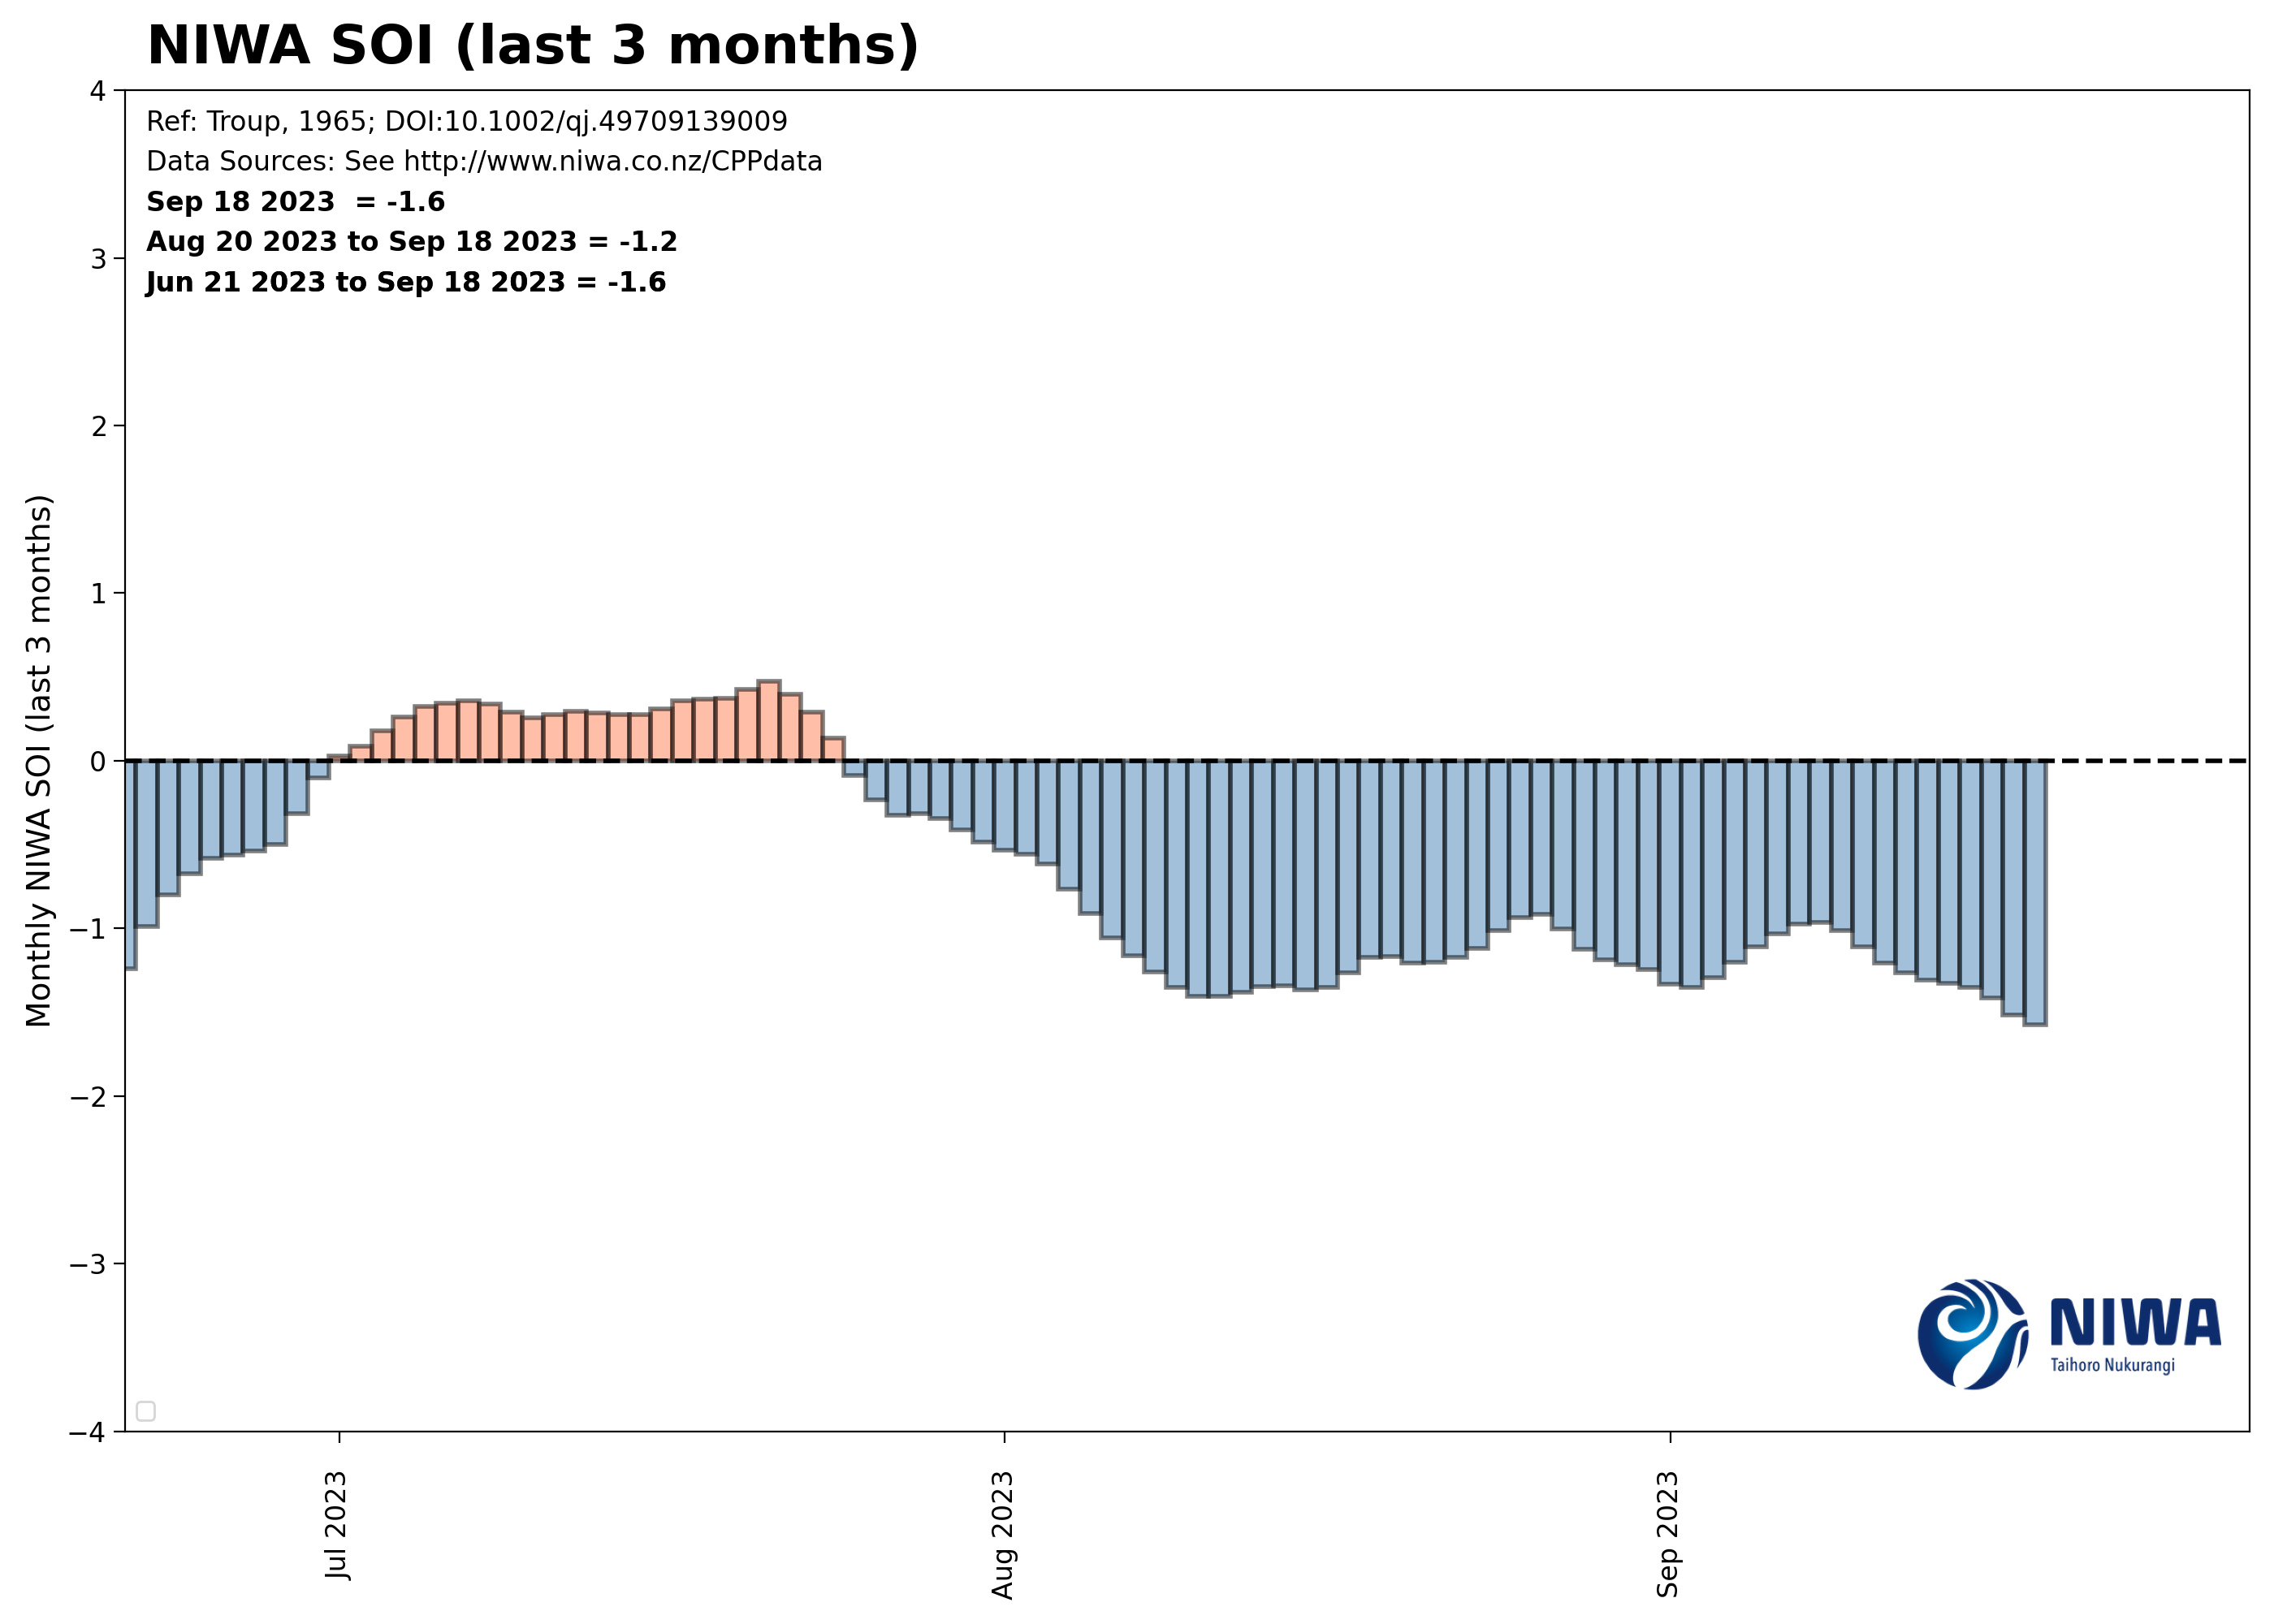 NIWA SOI (last 3 months)
Ref: Troup, 1965; DOI:10.1002/qj.49709139009
Data Sources: See http://www.niwa.co.nz/CPPdata
Sep 18 2023  = -1.6
Aug 20 2023 to Sep 18 2023 = -1.2
Jun 21 2023 to Sep 18 2023 = -1.6
Monthly NIWA SOI (last 3 months)
4
3
2
1
0
−1
−2
−3
−4
NIWA
Taihoro Nukurangi
Jul 2023
Aug 2023
Sep 2023